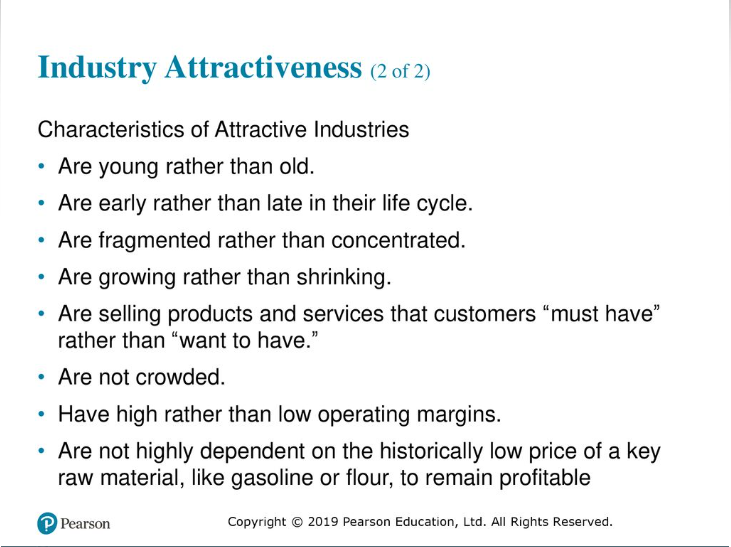 Industry Attractiveness (2 of 2)
Characteristics of Attractive Industries
• Are young rather than old.
• Are early rather than late in their life cycle.
• Are fragmented rather than concentrated.
• Are growing rather than shrinking.
• Are selling products and services that customers “must have”
rather than “want to have.”
• Are not crowded.
• Have high rather than low operating margins.
• Are not highly dependent on the historically low price of a key
raw material, like gasoline or flour, to remain profitable
P Pearson
Copyright © 2019 Pearson Education, Ltd. All Rights Reserved.